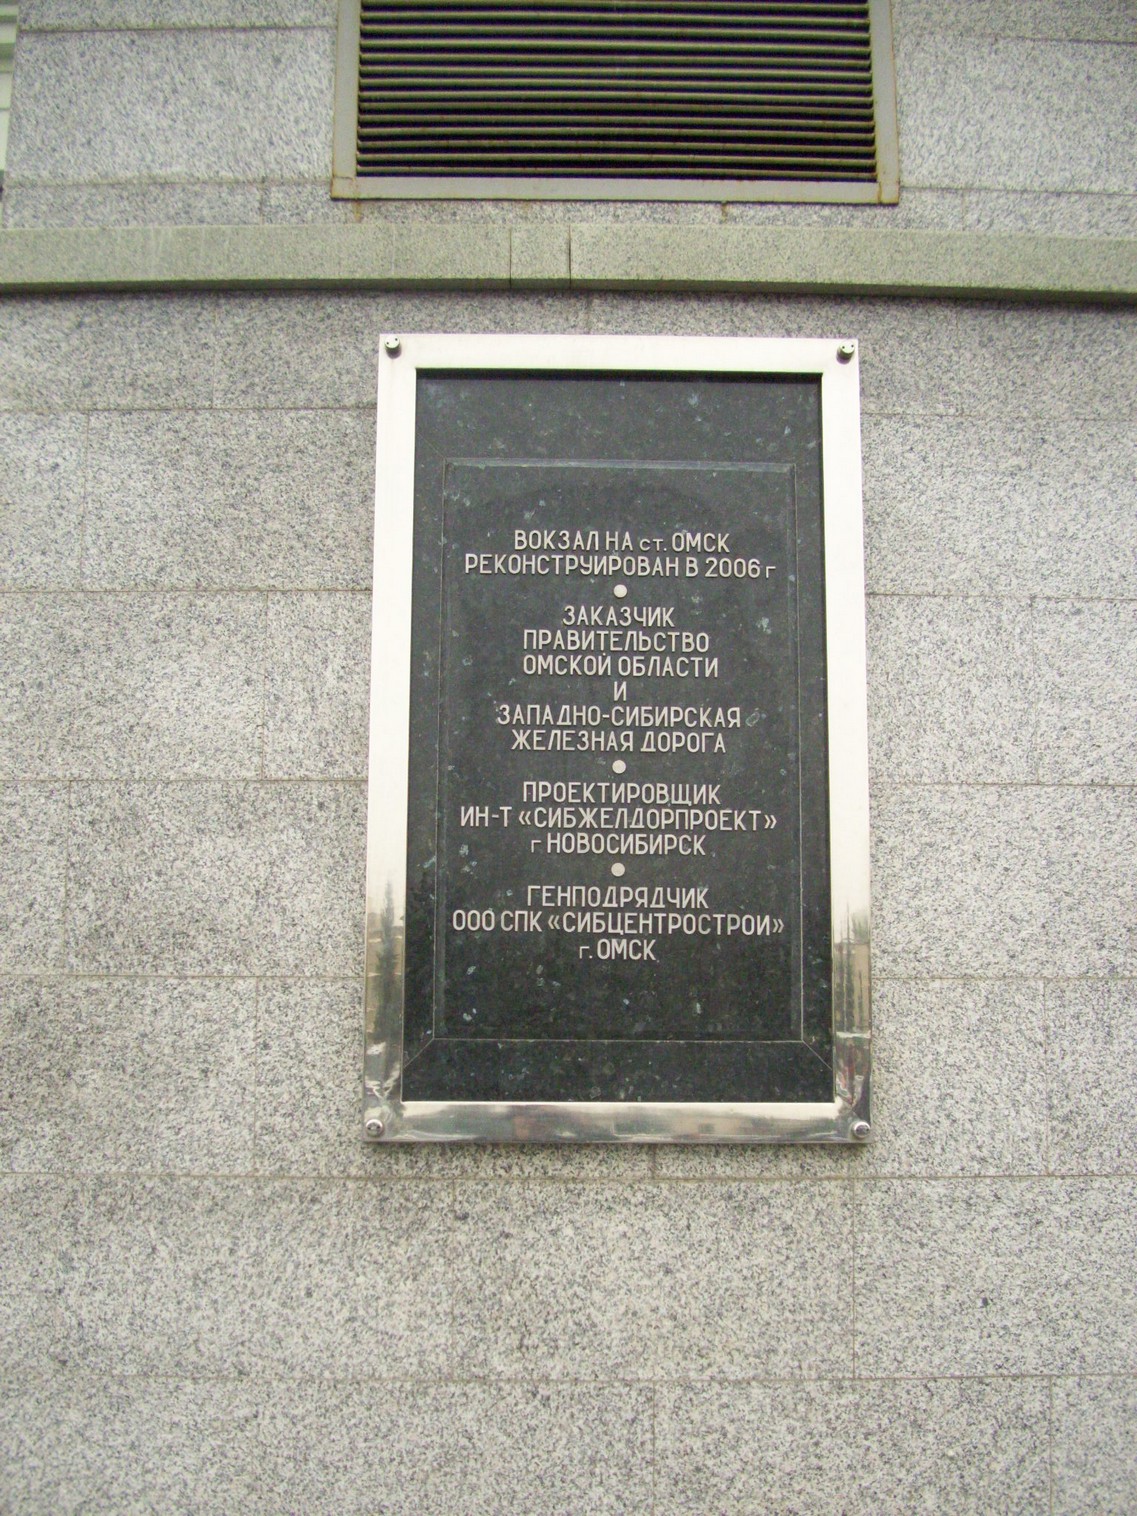 ВОКЗАЛ НА ст. ОМСК
РЕКОНСТРУИРОВАН В 2006 г
ЗАКАЗЧИК
ПРАВИТЕЛЬСТВО
ОМСКОЙ ОБЛАСТИ
И
ЗАПАДНО-СИБИРСКАЯ
ЖЕЛЕЗНАЯ ДОРОГА
ПРОЕКТИРОВЩИК
ИН-Т «СИБЖЕЛДОРПРОЕКТ»
г НОВОСИБИРСК
ГЕНПОДРЯДЧИК
ООО СПК «СИБЦЕНТРОСТРОИ»
г. ОМСК